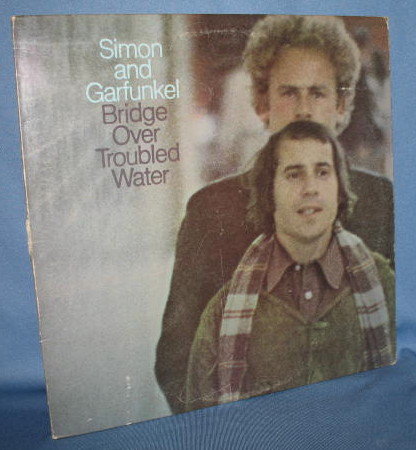 Simon
and
Garfunkel
Bridge
Over
Troubled
Water